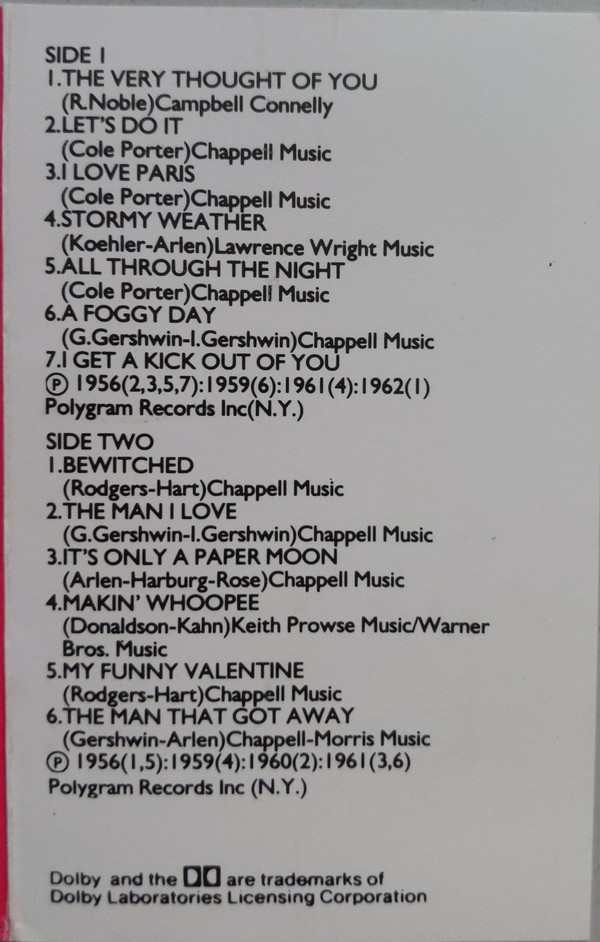 SIDE 1
1.THE VERY THOUGHT OF YOU
(R.Noble)Campbell Connelly
2.LET'S DO IT
(Cole Porter)Chappell Music
3.I LOVE PARIS
(Cole Porter)Chappell Music
4.STORMY WEATHER
(Koehler-Arlen)Lawrence Wright Music
5.ALL THROUGH THE NIGHT
(Cole Porter)Chappell Music
6.A FOGGY DAY
(G.Gershwin-I.Gershwin)Chappell Music
7.I GET A KICK OUT OF YOU
℗ 1956(2,3,5,7):1959(6):1961(4):1962(1)
Polygram Records Inc(N.Y.)
SIDE TWO
1.BEWITCHED
(Rodgers-Hart)Chappell Music
2.THE MAN I LOVE
(G.Gershwin-I.Gershwin)Chappell Music
3.IT'S ONLY A PAPER MOON
(Arlen-Harburg-Rose)Chappell Music
4.MAKIN' WHOOPEE
(Donaldson-Kahn)Keith Prowse Music/Warner
Bros. Music
5.MY FUNNY VALENTINE
(Rodgers-Hart)Chappell Music
6.THE MAN THAT GOT AWAY
(Gershwin-Arlen)Chappell-Morris Music
℗ 1956(1,5):1959(4):1960(2):1961(3,6)
Polygram Records Inc (N.Y.)
Dolby and the are trademarks of
Dolby Laboratories Licensing Corporation